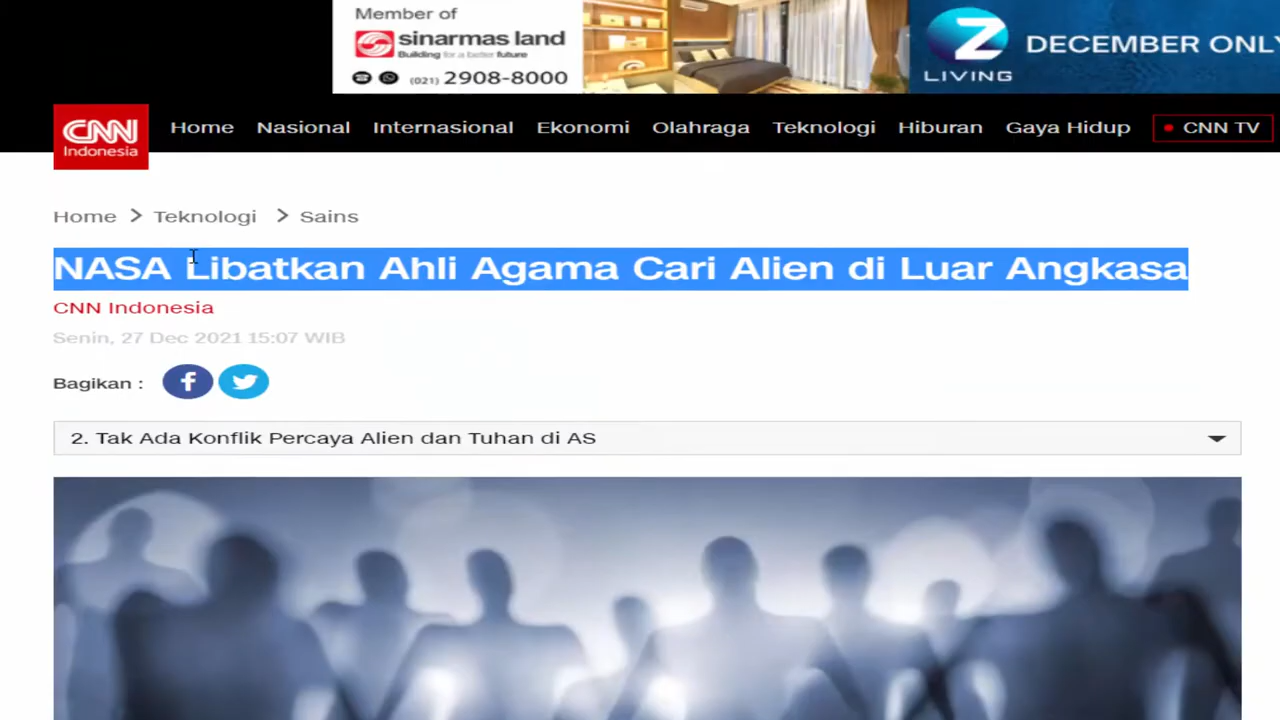 Member of
sinarmas land
Building for a better future
(021) 2908-8000
Z
LIVING
DECEMBER ONLY
CNN
Indonesia
Home Nasional Internasional Ekonomi Olahraga Teknologi Hiburan Gaya Hidup CNN TV
Home > Teknologi > Sains
NASA Libatkan Ahli Agama Cari Alien di Luar Angkasa
CNN Indonesia
Senin, 27 Dec 2021 15:07 WIB
Bagikan :
2. Tak Ada Konflik Percaya Alien dan Tuhan di AS